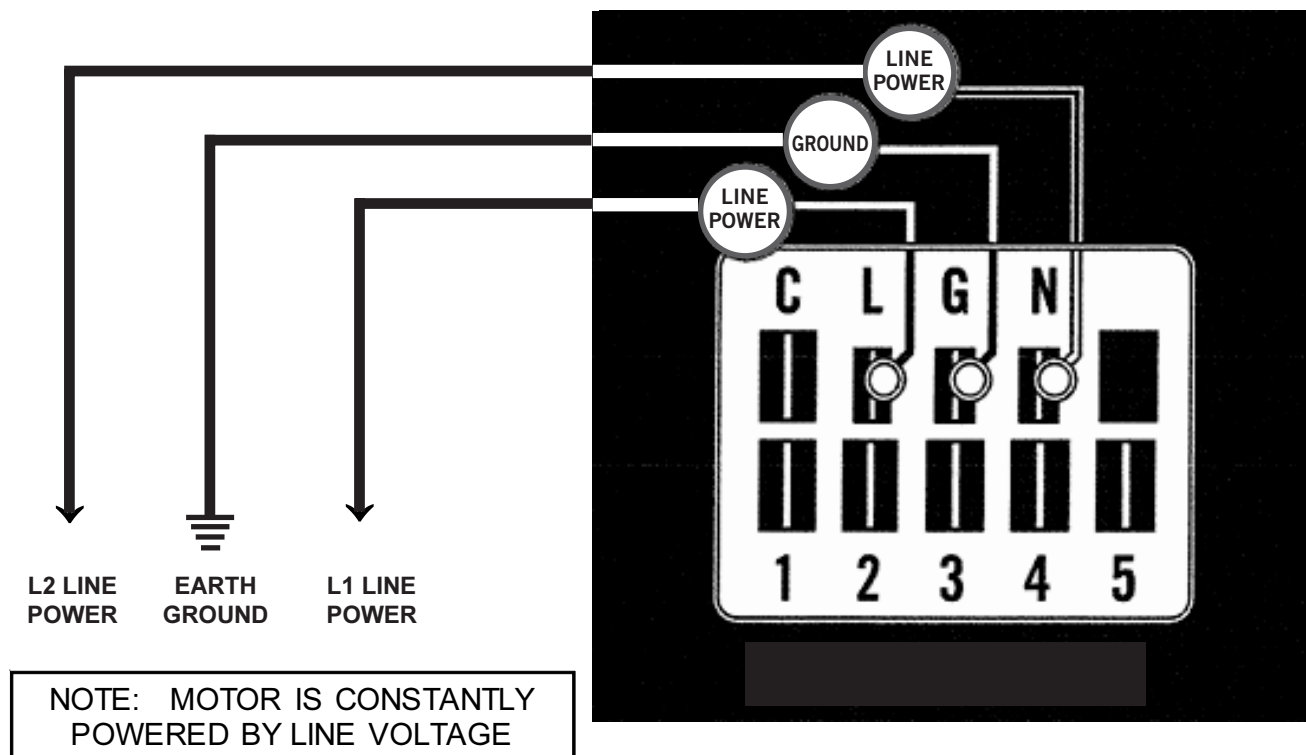 LINE
POWER
GROUND
LINE
POWER
C L G N
1 2 3 4 5
L2 LINE
POWER
EARTH
GROUND
L1 LINE
POWER
NOTE: MOTOR IS CONSTANTLY
POWERED BY LINE VOLTAGE